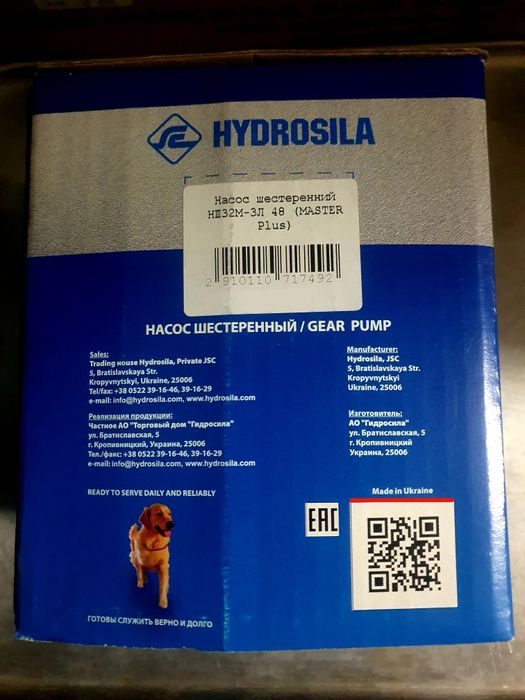 HYDROSILA
Насос шестеренний
НШ32М-3Л 48 (MASTER
Plus)
2 910110 717492
НАСОС ШЕСТЕРЕННЫЙ / GEAR PUMP
Sales:
Trading house Hydrosila, Private JSC
5, Bratislavskaya Str.
Kropyvnytskyi, Ukraine, 25006
Tel/fax: +38 0522 39-16-46, 39-16-29
e-mail: info@hydrosila.com, www.hydrosila.com
Manufacturer:
Hydrosila, JSC
5, Bratislavskaya Str.
Kropyvnytskyi
Ukraine, 25006
Реализация продукции:
Частное АО "Торговый дом "Гидросила"
ул. Братиславская, 5
г. Кропивницкий, Украина, 25006
Тел./факс: +38 0522 39-16-46, 39-16-29
e-mail: info@hydrosila.com, www.hydrosila.com
Изготовитель:
АО "Гидросила"
ул. Братиславская, 5
г. Кропивницкий
Украина, 25006
READY TO SERVE DAILY AND RELIABLY
ГОТОВЫ СЛУЖИТЬ ВЕРНО И ДОЛГО
EAC
Made in Ukraine